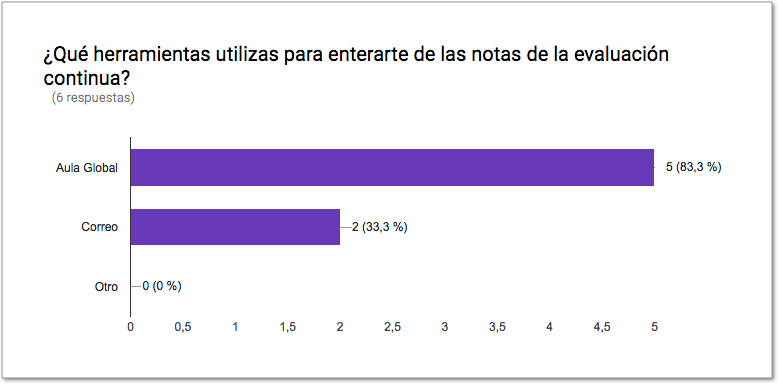 ¿Qué herramientas utilizas para enterarte de las notas de la evaluación
continua?
(6 respuestas)
Aula Global 5 (83,3 %)
Correo 2 (33,3 %)
Otro 0 (0 %)
0 0,5 1 1,5 2 2,5 3 3,5 4 4,5 5